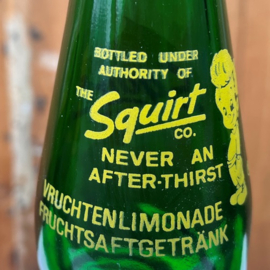 BOTTLED UNDER
AUTHORITY OF
THE
Squirt
CO.
NEVER AN
AFTER-THIRST
VRUCHTENLIMONADE
FRUCHTSAFTGETRÄNK